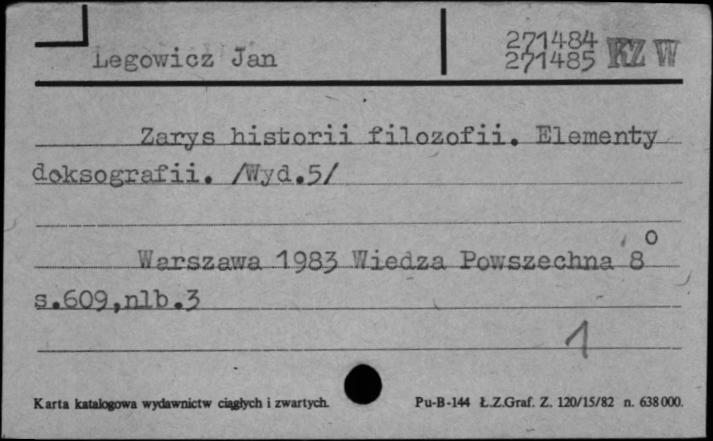 271484 KZ W
Legowicz Jan 271485
Zarys historii filozofii. Elementy
doksografii. /Wyd.5/
Warszawa 1983 Wiedza Powszechna 8°
s.609,nlb.3
1
Karta katalogowa wydawnictw ciągłych i zwartych. Pu-B-144 Ł.Z.Graf. Z. 120/15/82 n. 638000.